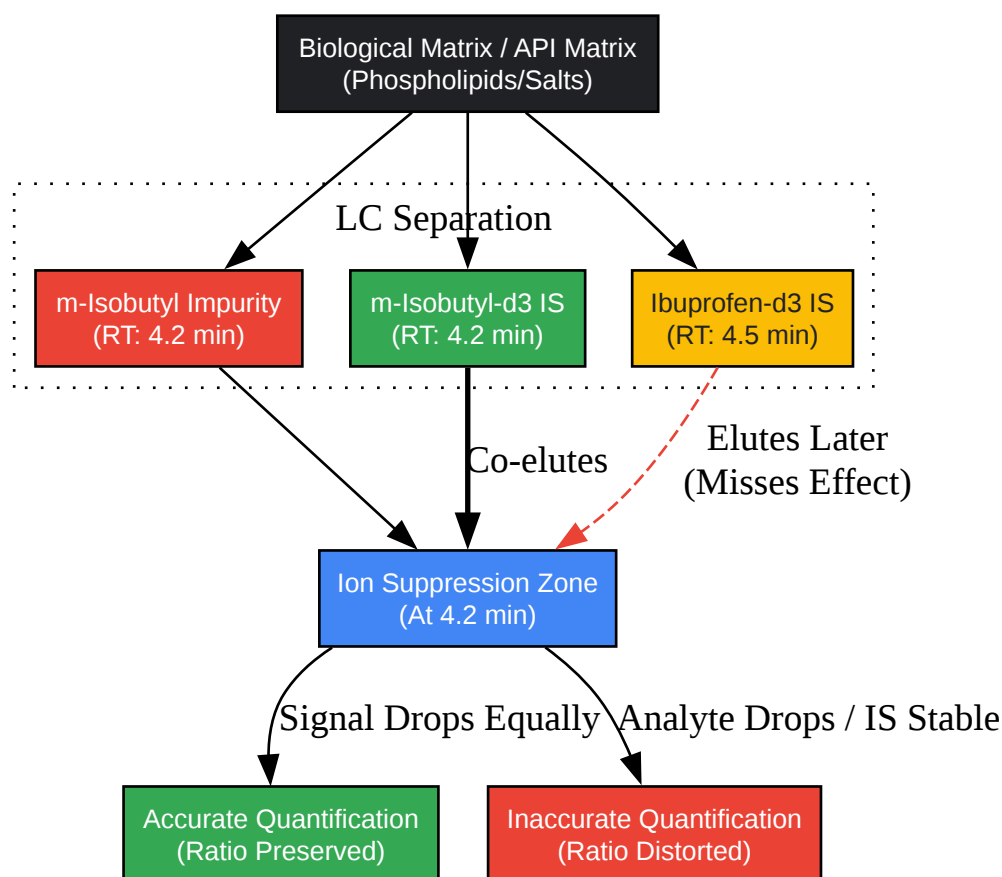 Biological Matrix / API Matrix
(Phospholipids/Salts)
LC Separation
m-Isobutyl Impurity
(RT: 4.2 min)
m-Isobutyl-d3 IS
(RT: 4.2 min)
Ibuprofen-d3 IS
(RT: 4.5 min)
Co-elutes
Elutes Later
(Misses Effect)
Ion Suppression Zone
(At 4.2 min)
Signal Drops Equally
Analyte Drops / IS Stable
Accurate Quantification
(Ratio Preserved)
Inaccurate Quantification
(Ratio Distorted)